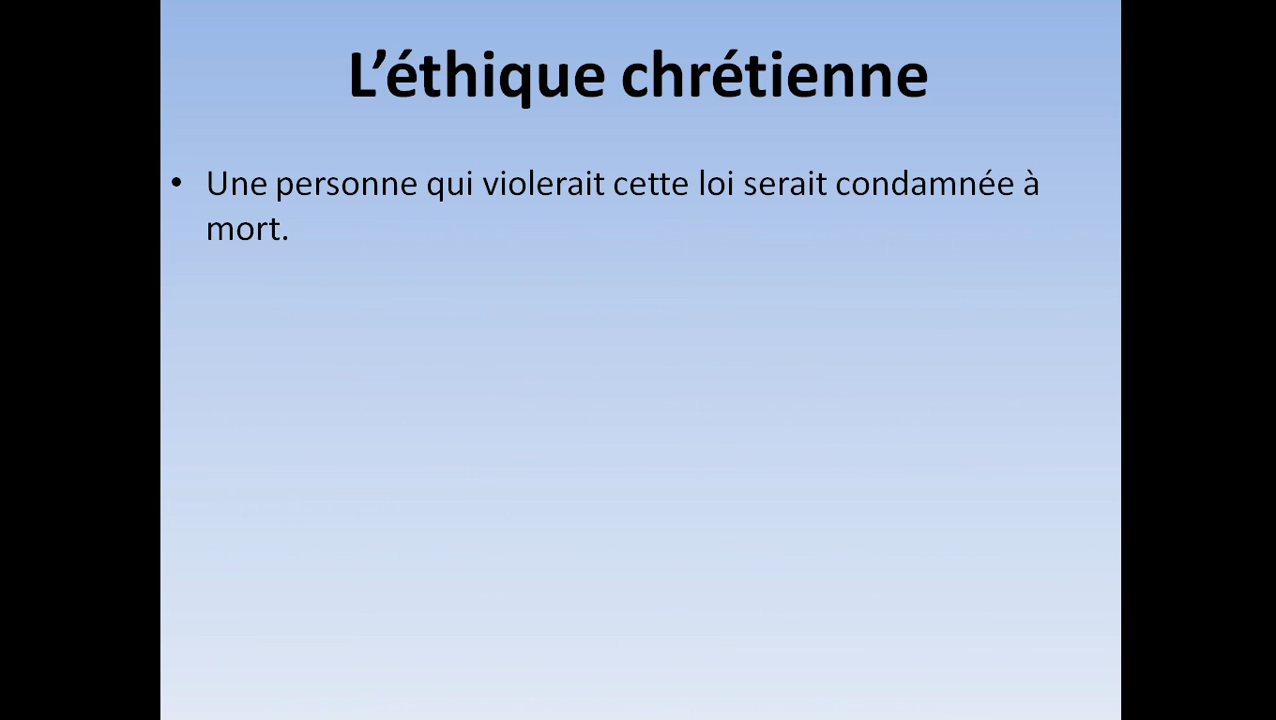 L’éthique chrétienne
• Une personne qui violerait cette loi serait condamnée à
mort.